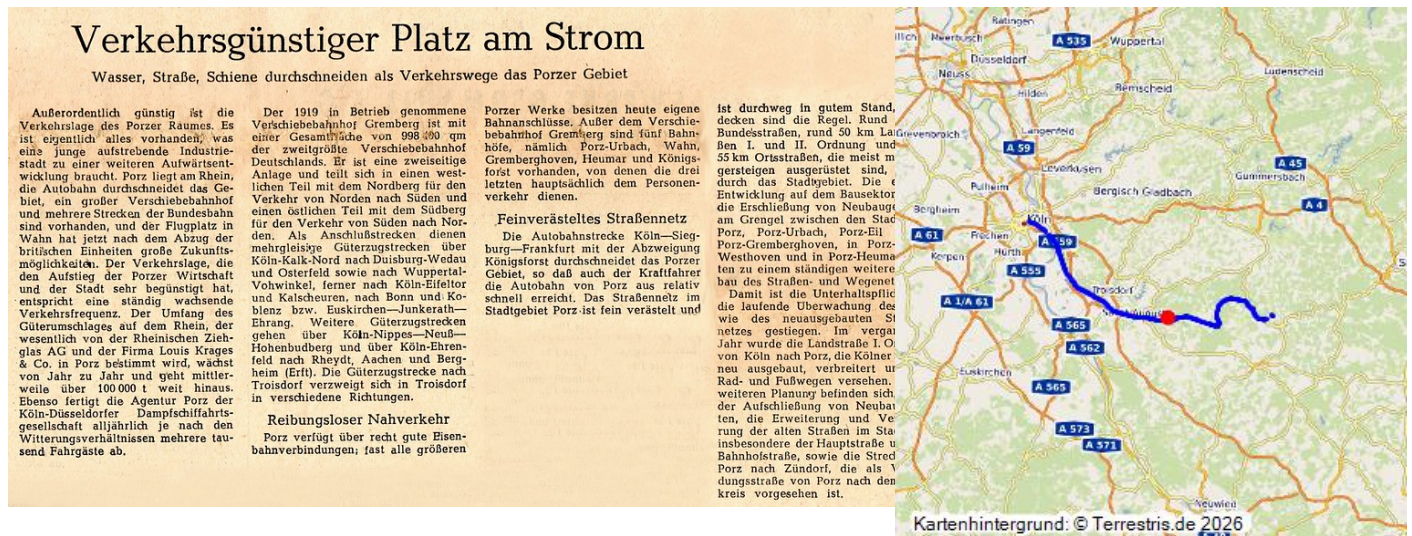 Verkehrsgünstiger Platz am Strom
Wasser, Straße, Schiene durchschneiden als Verkehrswege das Porzer Gebiet
Außerordentlich günstig ist die
Verkehrslage des Porzer Raumes. Es
ist eigentlich alles vorhanden, was
eine junge aufstrebende Industrie-
stadt zu einer weiteren Aufwärtsent-
wicklung braucht. Porz liegt am Rhein,
die Autobahn durchschneidet das Ge-
biet, ein großer Verschiebebahnhof
und mehrere Strecken der Bundesbahn
sind vorhanden, und der Flugplatz in
Wahn hat jetzt nach dem Abzug der
britischen Einheiten große Zukunfts-
möglichkeiten. Der Verkehrslage, die
den Aufstieg der Porzer Wirtschaft
und der Stadt sehr begünstigt hat,
entspricht eine ständig wachsende
Verkehrsfrequenz. Der Umfang des
Güterumschlages auf dem Rhein, der
wesentlich von der Rheinischen Zieh-
glas AG und der Firma Louis Krages
& Co. in Porz bestimmt wird, wächst
von Jahr zu Jahr und geht mittler-
weile über 100 000 t weit hinaus.
Ebenso fertigt die Agentur Porz der
Köln-Düsseldorfer Dampfschiffahrts-
gesellschaft alljährlich je nach den
Witterungsverhältnissen mehrere tau-
send Fahrgäste ab.
Der 1919 in Betrieb genommene
Verschiebebahnhof Gremberg ist mit
einer Gesamtfläche von 998 400 qm
der zweitgrößte Verschiebebahnhof
Deutschlands. Er ist eine zweiseitige
Anlage und teilt sich in einen west-
lichen Teil mit dem Nordberg für den
Verkehr von Norden nach Süden und
einen östlichen Teil mit dem Südberg
für den Verkehr von Süden nach Nor-
den. Als Anschlußstrecken dienen
mehrgleisige Güterzugstrecken über
Köln-Kalk-Nord nach Duisburg-Wedau
und Osterfeld sowie nach Wuppertal-
Vohwinkel, ferner nach Köln-Eifeltor
und Kalscheuren, nach Bonn und Ko-
blenz bzw. Euskirchen—Junkerath—
Ehrang. Weitere Güterzugstrecken
gehen über Köln-Nippes—Neuß—
Hohenbudberg und über Köln-Ehren-
feld nach Rheydt, Aachen und Berg-
heim (Erft). Die Güterzugstrecke nach
Troisdorf verzweigt sich in Troisdorf
in verschiedene Richtungen.
Reibungsloser Nahverkehr
Porz verfügt über recht gute Eisen-
bahnverbindungen; fast alle größeren
Porzer Werke besitzen heute eigene
Bahnanschlüsse. Außer dem Verschie-
bebahnhof Gremberg sind fünf Bahn-
höfe, nämlich Porz-Urbach, Wahn,
Gremberghoven, Heumar und Königs-
forst vorhanden, von denen die drei
letzten hauptsächlich dem Personen-
verkehr dienen.
Feinverästeltes Straßennetz
Die Autobahnstrecke Köln—Sieg-
burg—Frankfurt mit der Abzweigung
Königsforst durchschneidet das Porzer
Gebiet, so daß auch der Kraftfahrer
die Autobahn von Porz aus relativ
schnell erreicht. Das Straßennetz im
Stadtgebiet Porz ist fein verästelt und
ist durchweg in gutem Stand,
decken sind die Regel. Rund
Bundesstraßen, rund 50 km La
ßen I. und II. Ordnung und
55 km Ortsstraßen, die meist m
gersteigen ausgerüstet sind,
durch das Stadtgebiet. Die e
Entwicklung auf dem Bausektor
die Erschließung von Neubaug
am Grengel zwischen den Stad
Porz, Porz-Urbach, Porz-Eil
Porz-Gremberghoven, in Porz-
Westhoven und in Porz-Heuma
ten zu einem ständigen weitere
bau des Straßen- und Wegenet
Damit ist die Unterhaltspflic
die laufende Überwachung des
wie des neuausgebauten St
netzes gestiegen. Im vergan
Jahr wurde die Landstraße I. O
von Köln nach Porz, die Kölner
neu ausgebaut, verbreitert un
Rad- und Fußwegen versehen.
weiteren Planung befinden sich
der Aufschließung von Neubau
ten, die Erweiterung und Ve
rung der alten Straßen im Sta
insbesondere der Hauptstraße u
Bahnhofstraße, sowie die Strec
Porz nach Zündorf, die als V
dungsstraße von Porz nach den
kreis vorgesehen ist.
Ratingen
Meerbusch
A 535
Wuppertal
Düsseldorf
Neuss
Lüdenscheid
Hilden
Remscheid
Grevenbroich
Langenfeld
A 59
A 45
Leverkusen
Gummersbach
Pulheim
Bergisch Gladbach
A 4
Bergheim
Köln
A 61
Frechen
A 559
Kerpen
Hürth
A 555
Troisdorf
A 1/A 61
A 565
A 562
Euskirchen
A 565
A 573
A 571
Neuwied
Kartenhintergrund: © Terrestris.de 2026